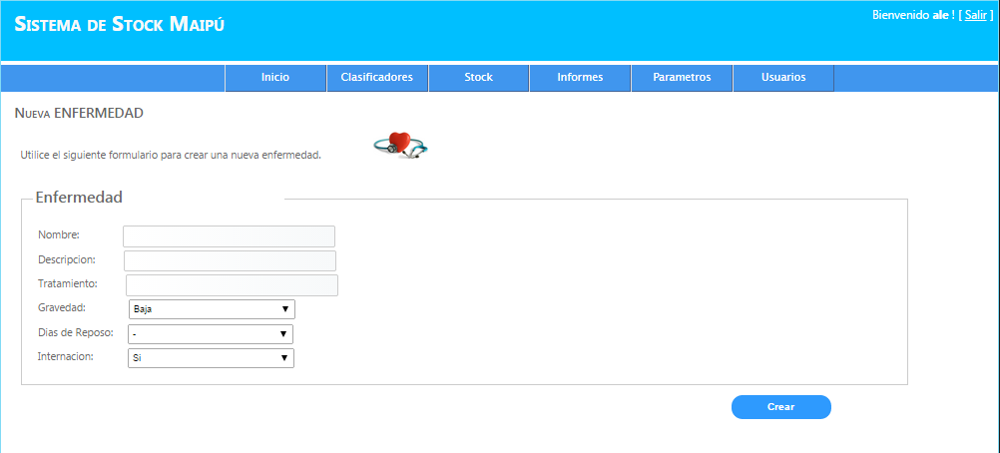 Sistema de Stock Maipú
Bienvenido ale ! [ Salir ]
Inicio Clasificadores Stock Informes Parametros Usuarios
Nueva ENFERMEDAD
Utilice el siguiente formulario para crear una nueva enfermedad.
Enfermedad
Nombre:
Descripcion:
Tratamiento:
Gravedad: Baja
Dias de Reposo: -
Internacion: Si
Crear